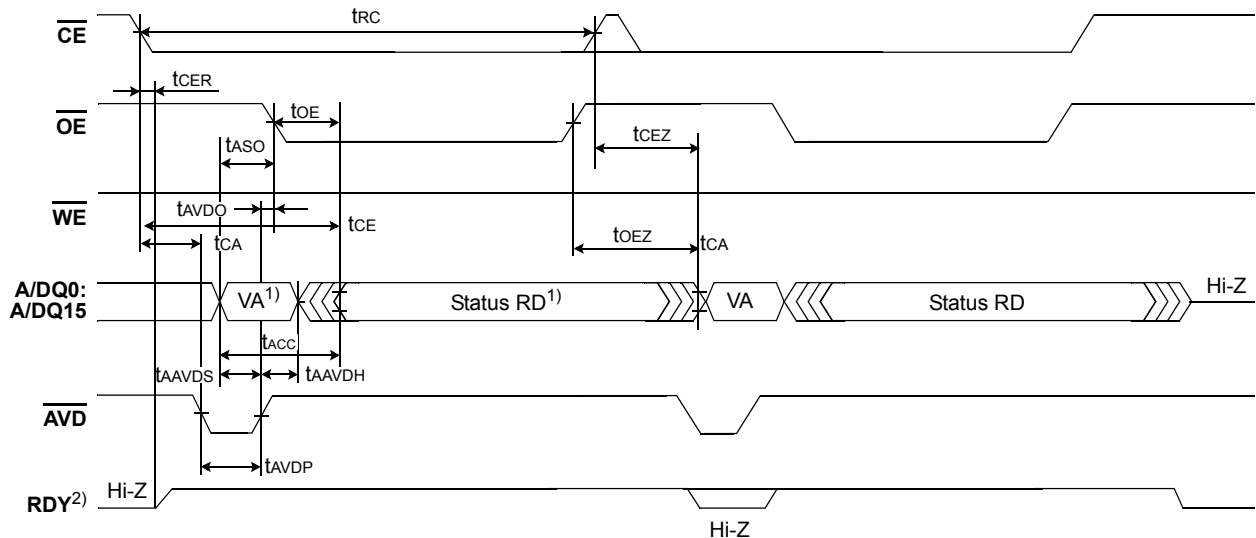 tRC
CE
tCER
tOE
OE
tCEZ
tASO
WE
tAVDO
tCE
tCA
tOEZ
tCA
A/DQ0:
A/DQ15
VA1)
Status RD1)
VA
Status RD
Hi-Z
tACC
tAAVDS
tAAVDH
AVD
tAVDP
Hi-Z
RDY2)
Hi-Z